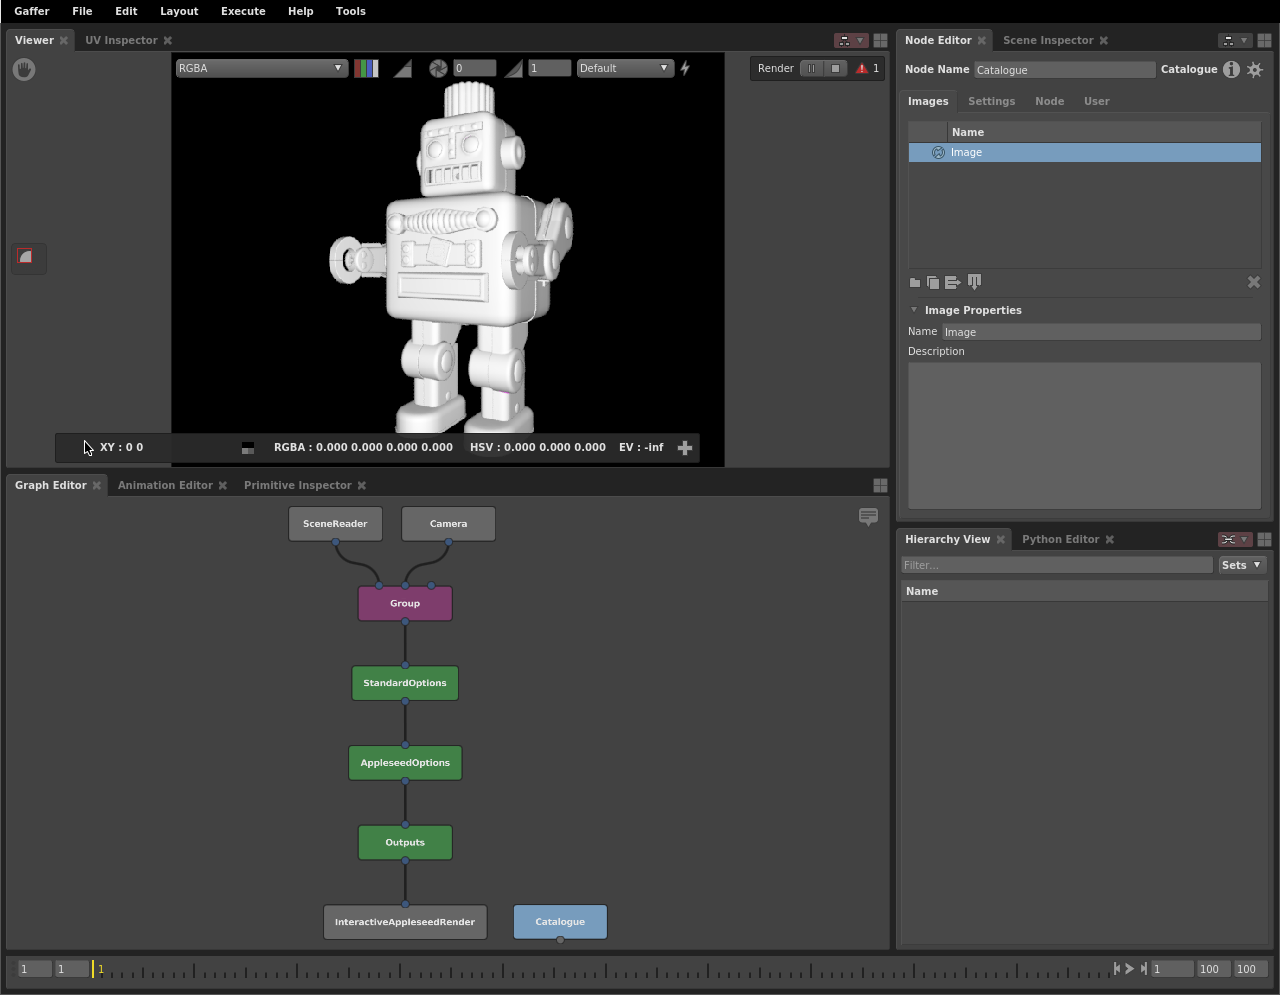 Gaffer File Edit Layout Execute Help Tools
Viewer UV Inspector
RGBA 0 1 Default
Render 1
XY : 0 0 RGBA : 0.000 0.000 0.000 0.000 HSV : 0.000 0.000 0.000 EV : -inf
Node Editor Scene Inspector
Node Name Catalogue Catalogue
Images Settings Node User
Name
Image
Image Properties
Name Image
Description
Graph Editor Animation Editor Primitive Inspector
SceneReader Camera
Group
StandardOptions
AppleseedOptions
Outputs
InteractiveAppleseedRender Catalogue
Hierarchy View Python Editor
Filter... Sets
Name
1 1 1 1 100 100